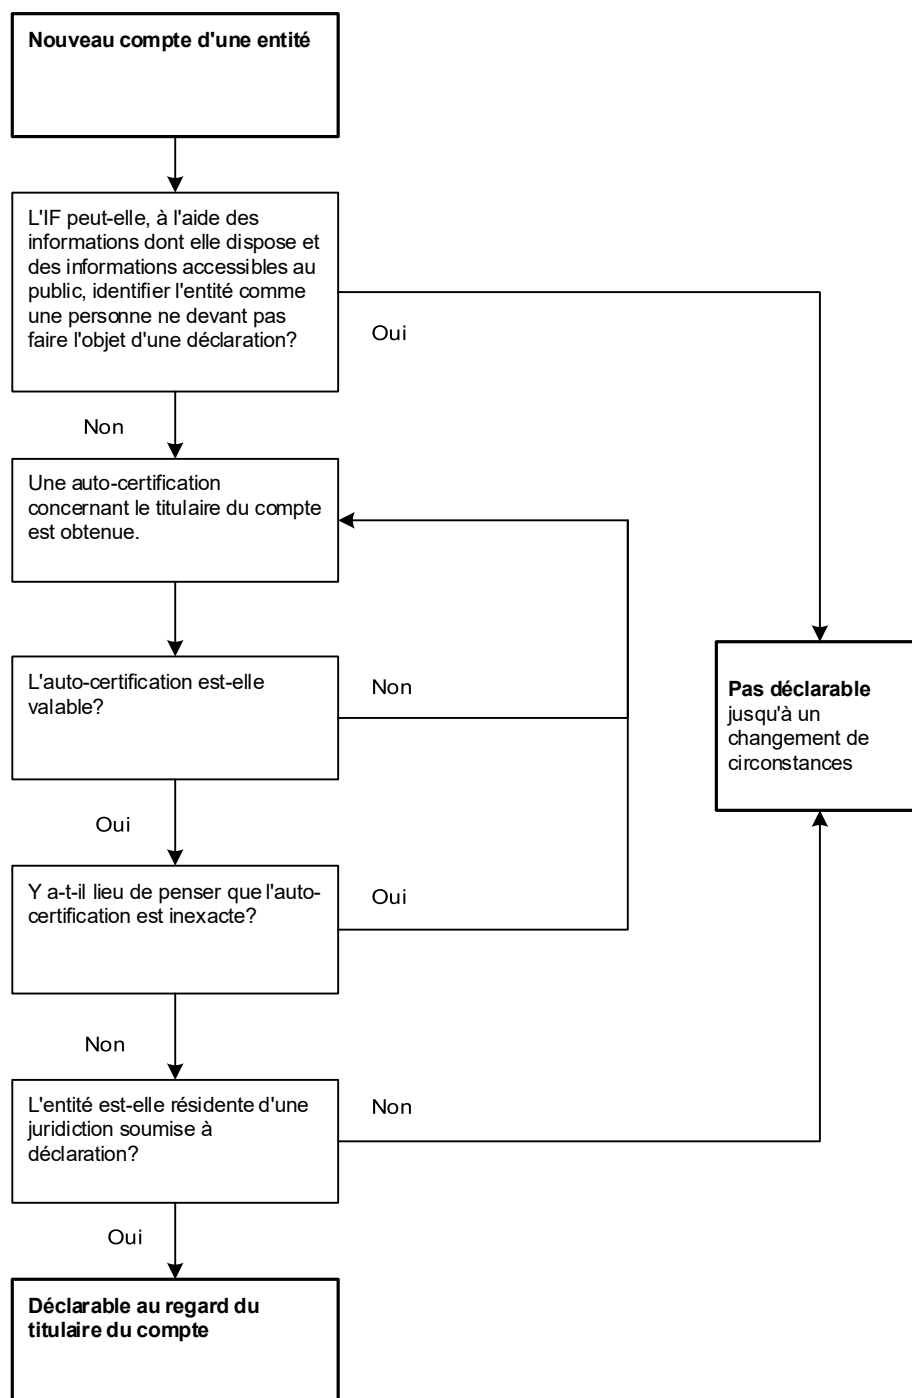 Nouveau compte d'une entité
L'IF peut-elle, à l'aide des
informations dont elle dispose et
des informations accessibles au
public, identifier l'entité comme
une personne ne devant pas
faire l'objet d'une déclaration?
Oui
Non
Une auto-certification
concernant le titulaire du compte
est obtenue.
L'auto-certification est-elle
valable?
Non
Pas déclarable
jusqu'à un
changement de
circonstances
Oui
Y a-t-il lieu de penser que l'auto-
certification est inexacte?
Oui
Non
L'entité est-elle résidente d'une
juridiction soumise à
déclaration?
Non
Oui
Déclarable au regard du
titulaire du compte